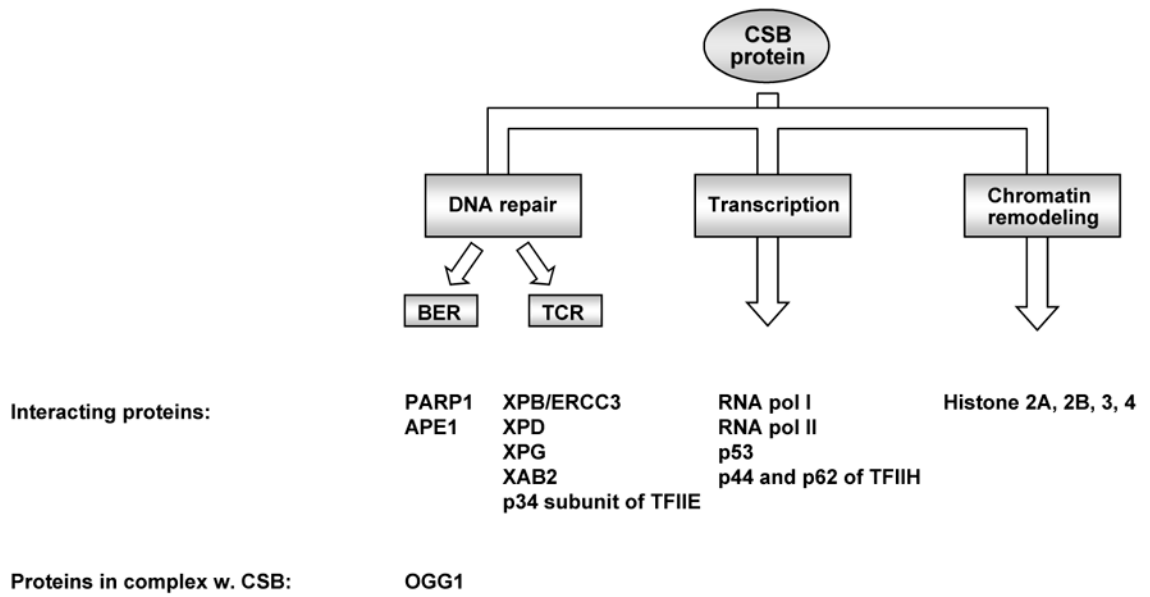 CSB
protein
DNA repair
Transcription
Chromatin
remodeling
BER
TCR
Interacting proteins:
PARP1
APE1
XPB/ERCC3
XPD
XPG
XAB2
p34 subunit of TFIIE
RNA pol I
RNA pol II
p53
p44 and p62 of TFIIH
Histone 2A, 2B, 3, 4
Proteins in complex w. CSB:
OGG1